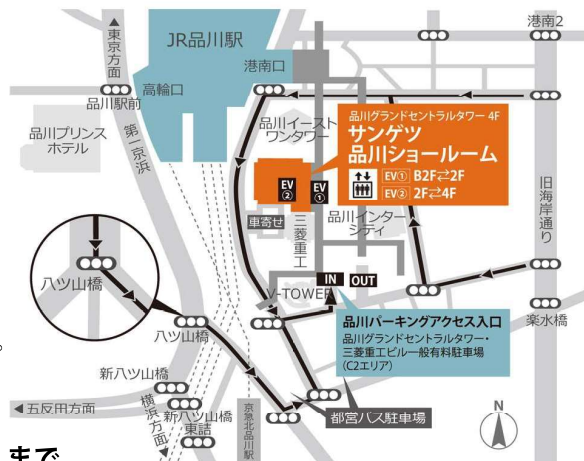 東京方面
JR品川駅
港南口
港南2
高輪口
品川駅前
品川プリンス
ホテル
第一京浜
品川イースト
ワンタワー
品川グランドセントラルタワー 4F
サンゲツ
品川ショールーム
EV① B2F⇄2F
EV② 2F⇄4F
EV
②
EV
①
車寄せ
三菱重工
品川インター
シティ
旧海岸通り
IN
OUT
V-TOWER
楽水橋
品川パーキングアクセス入口
品川グランドセントラルタワー・
三菱重工ビル一般有料駐車場
(C2エリア)
八ツ山橋
八ツ山橋
。
新八ツ山橋
五反田方面
横浜方面
新八ツ山橋
東詰
京急北品川駅
都宮バス駐車場
N
まで